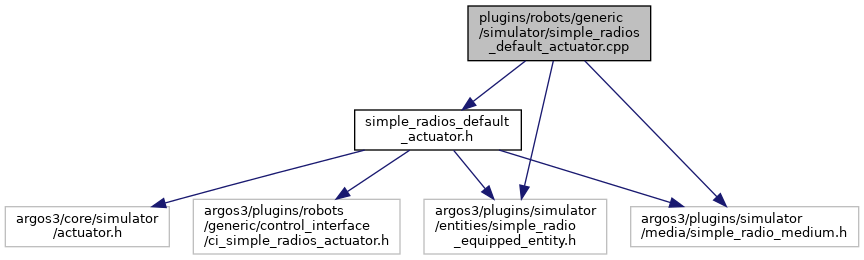 plugins/robots/generic
/simulator/simple_radios
_default_actuator.cpp
simple_radios_default
_actuator.h
argos3/core/simulator
/actuator.h
argos3/plugins/robots
/generic/control_interface
/ci_simple_radios_actuator.h
argos3/plugins/simulator
/entities/simple_radio
_equipped_entity.h
argos3/plugins/simulator
/media/simple_radio_medium.h